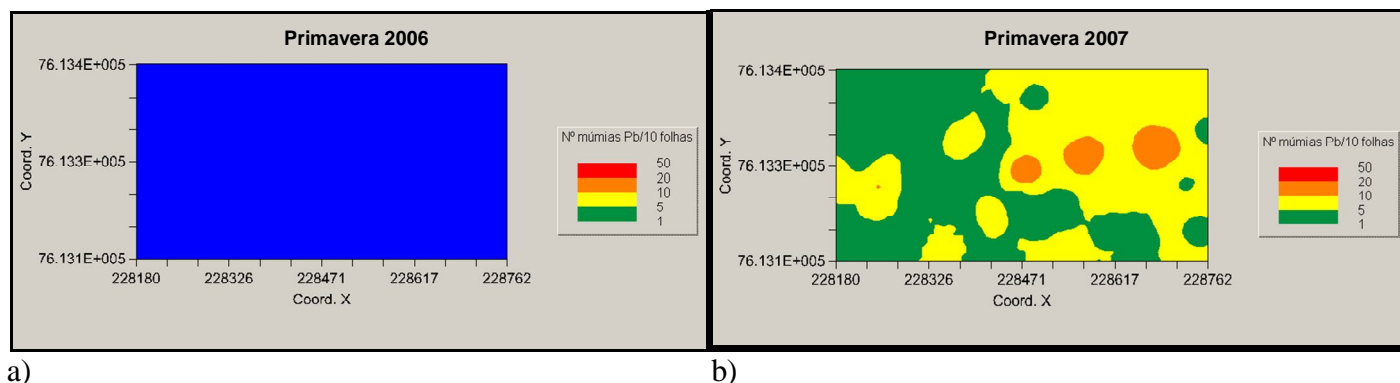 Primavera 2006
76.134E+005
76.133E+005
76.131E+005
Coord. Y
228180 228326 228471 228617 228762
Coord. X
Nº múmias Pb/10 folhas
50
20
10
5
1
a)
Primavera 2007
76.134E+005
76.133E+005
76.131E+005
Coord. Y
228180 228326 228471 228617 228762
Coord. X
Nº múmias Pb/10 folhas
50
20
10
5
1
b)